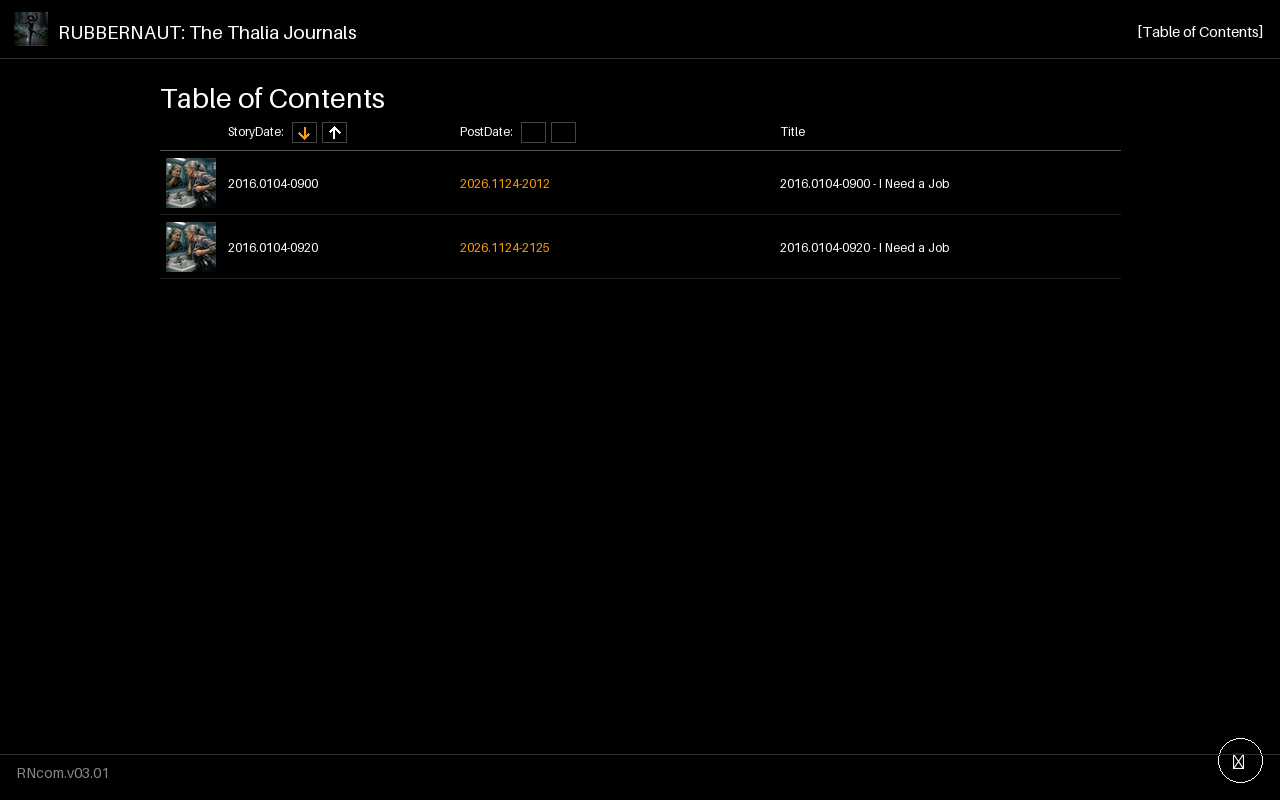 RUBBERNAUT: The Thalia Journals
[Table of Contents]
Table of Contents
StoryDate: ↓ ↑ PostDate: Title
2016.0104-0900 2026.1124-2012 2016.0104-0900 - I Need a Job
2016.0104-0920 2026.1124-2125 2016.0104-0920 - I Need a Job
RNcom.v03.01